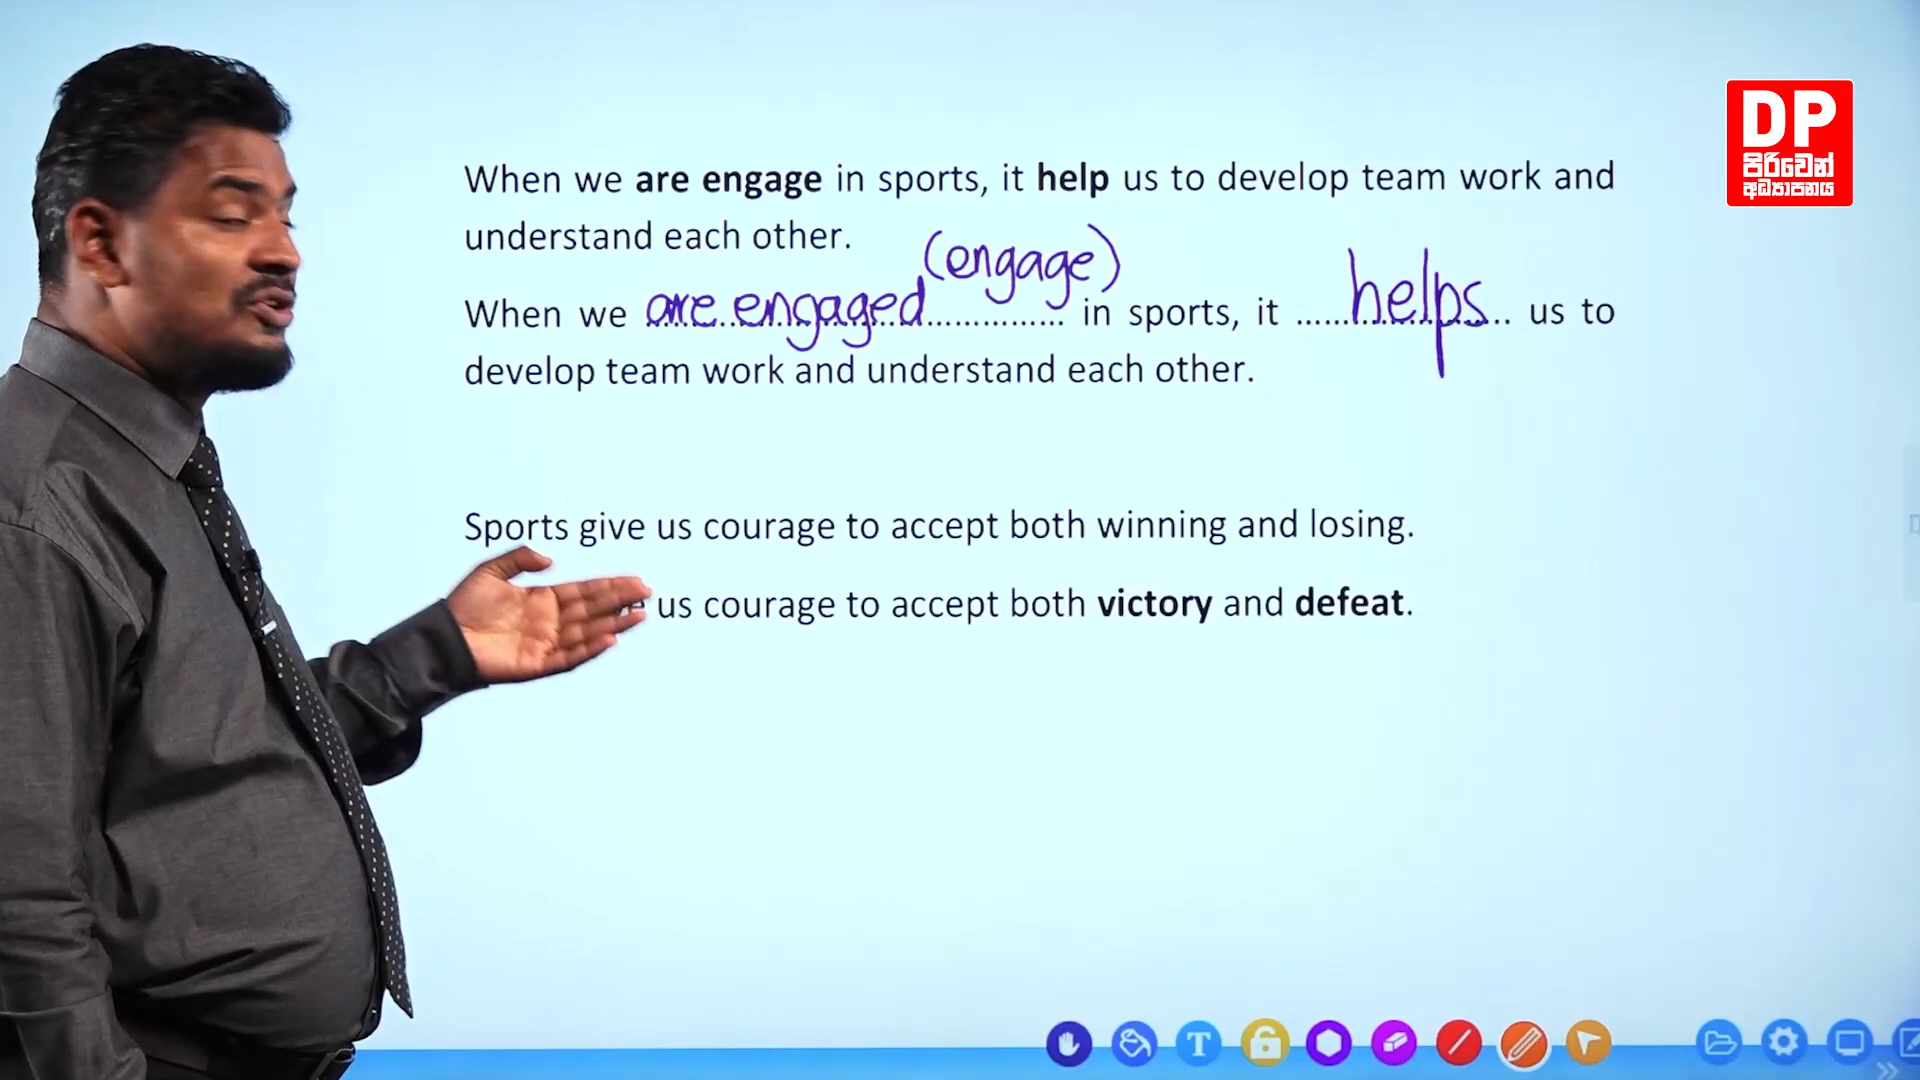 DP
පිරිවෙන්
අධ්‍යාපනය
When we are engage in sports, it help us to develop team work and
understand each other.
(engage)
When we are engaged in sports, it helps us to
develop team work and understand each other.
Sports give us courage to accept both winning and losing.
us courage to accept both victory and defeat.
T